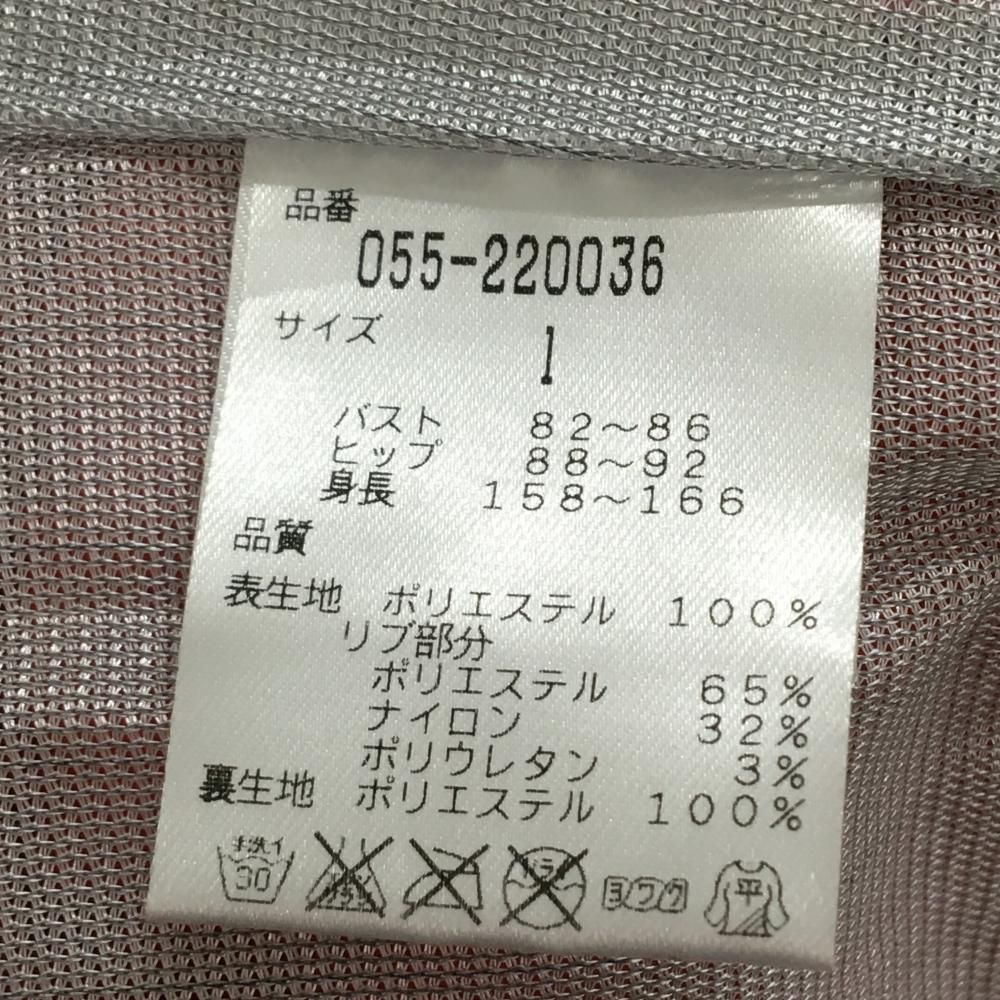 品番
055-220036
サイズ 1
バスト 82～86
ヒップ 88～92
身長 158～166
品質
表生地 ポリエステル 100%
リブ部分
ポリエステル 65%
ナイロン 32%
ポリウレタン 3%
裏生地 ポリエステル 100%
手洗イ 30 ヨワク 平